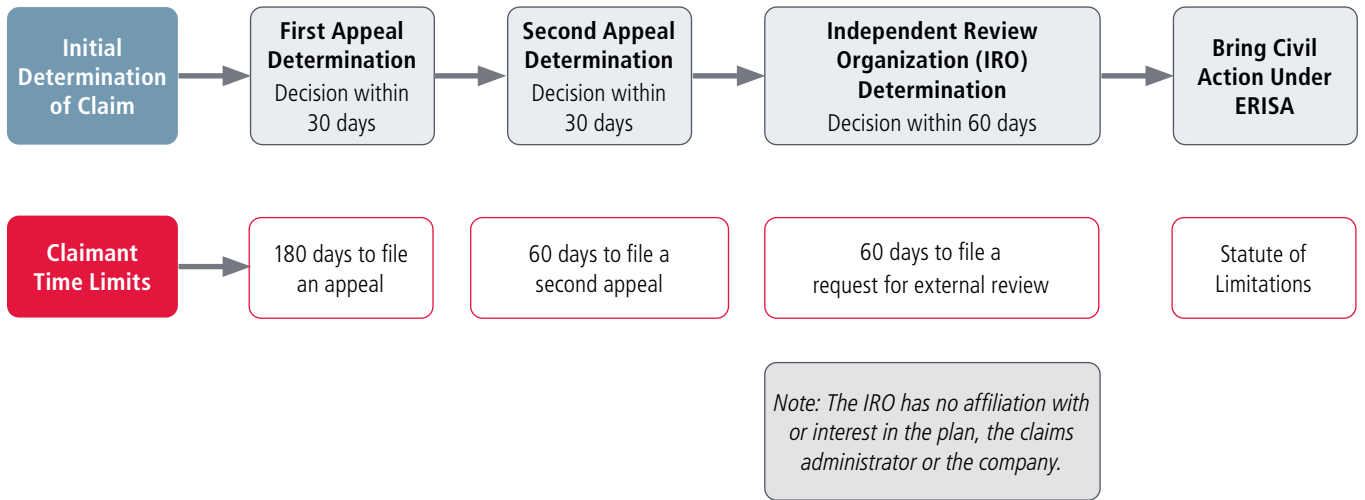 Initial
Determination
of Claim
First Appeal
Determination
Decision within
30 days
Second Appeal
Determination
Decision within
30 days
Independent Review
Organization (IRO)
Determination
Decision within 60 days
Bring Civil
Action Under
ERISA
Claimant
Time Limits
180 days to file
an appeal
60 days to file a
second appeal
60 days to file a
request for external review
Statute of
Limitations
Note: The IRO has no affiliation with
or interest in the plan, the claims
administrator or the company.